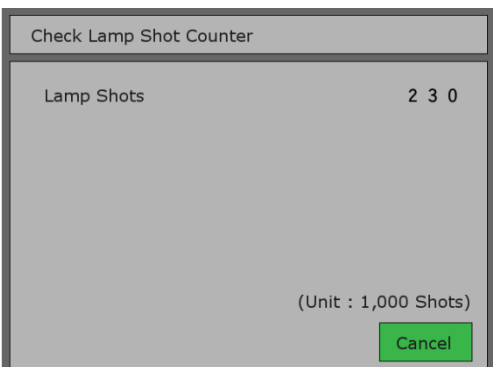 Check Lamp Shot Counter
Lamp Shots 2 3 0
(Unit : 1,000 Shots)
Cancel